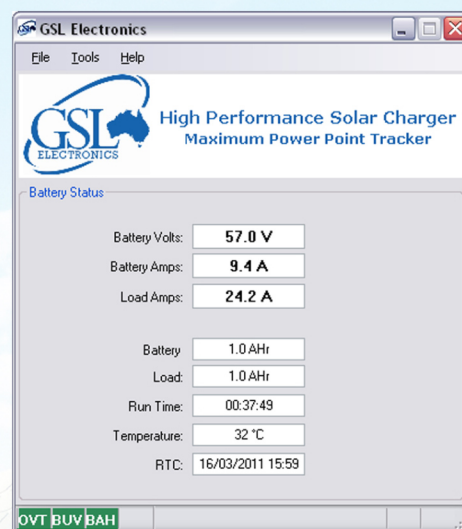 GSL Electronics
File Tools Help
GSL
ELECTRONICS
High Performance Solar Charger
Maximum Power Point Tracker
Battery Status
Battery Volts: 57.0 V
Battery Amps: 9.4 A
Load Amps: 24.2 A
Battery 1.0 AHr
Load: 1.0 AHr
Run Time: 00:37:49
Temperature: 32 °C
RTC: 16/03/2011 15:59
OVT BUV BAH